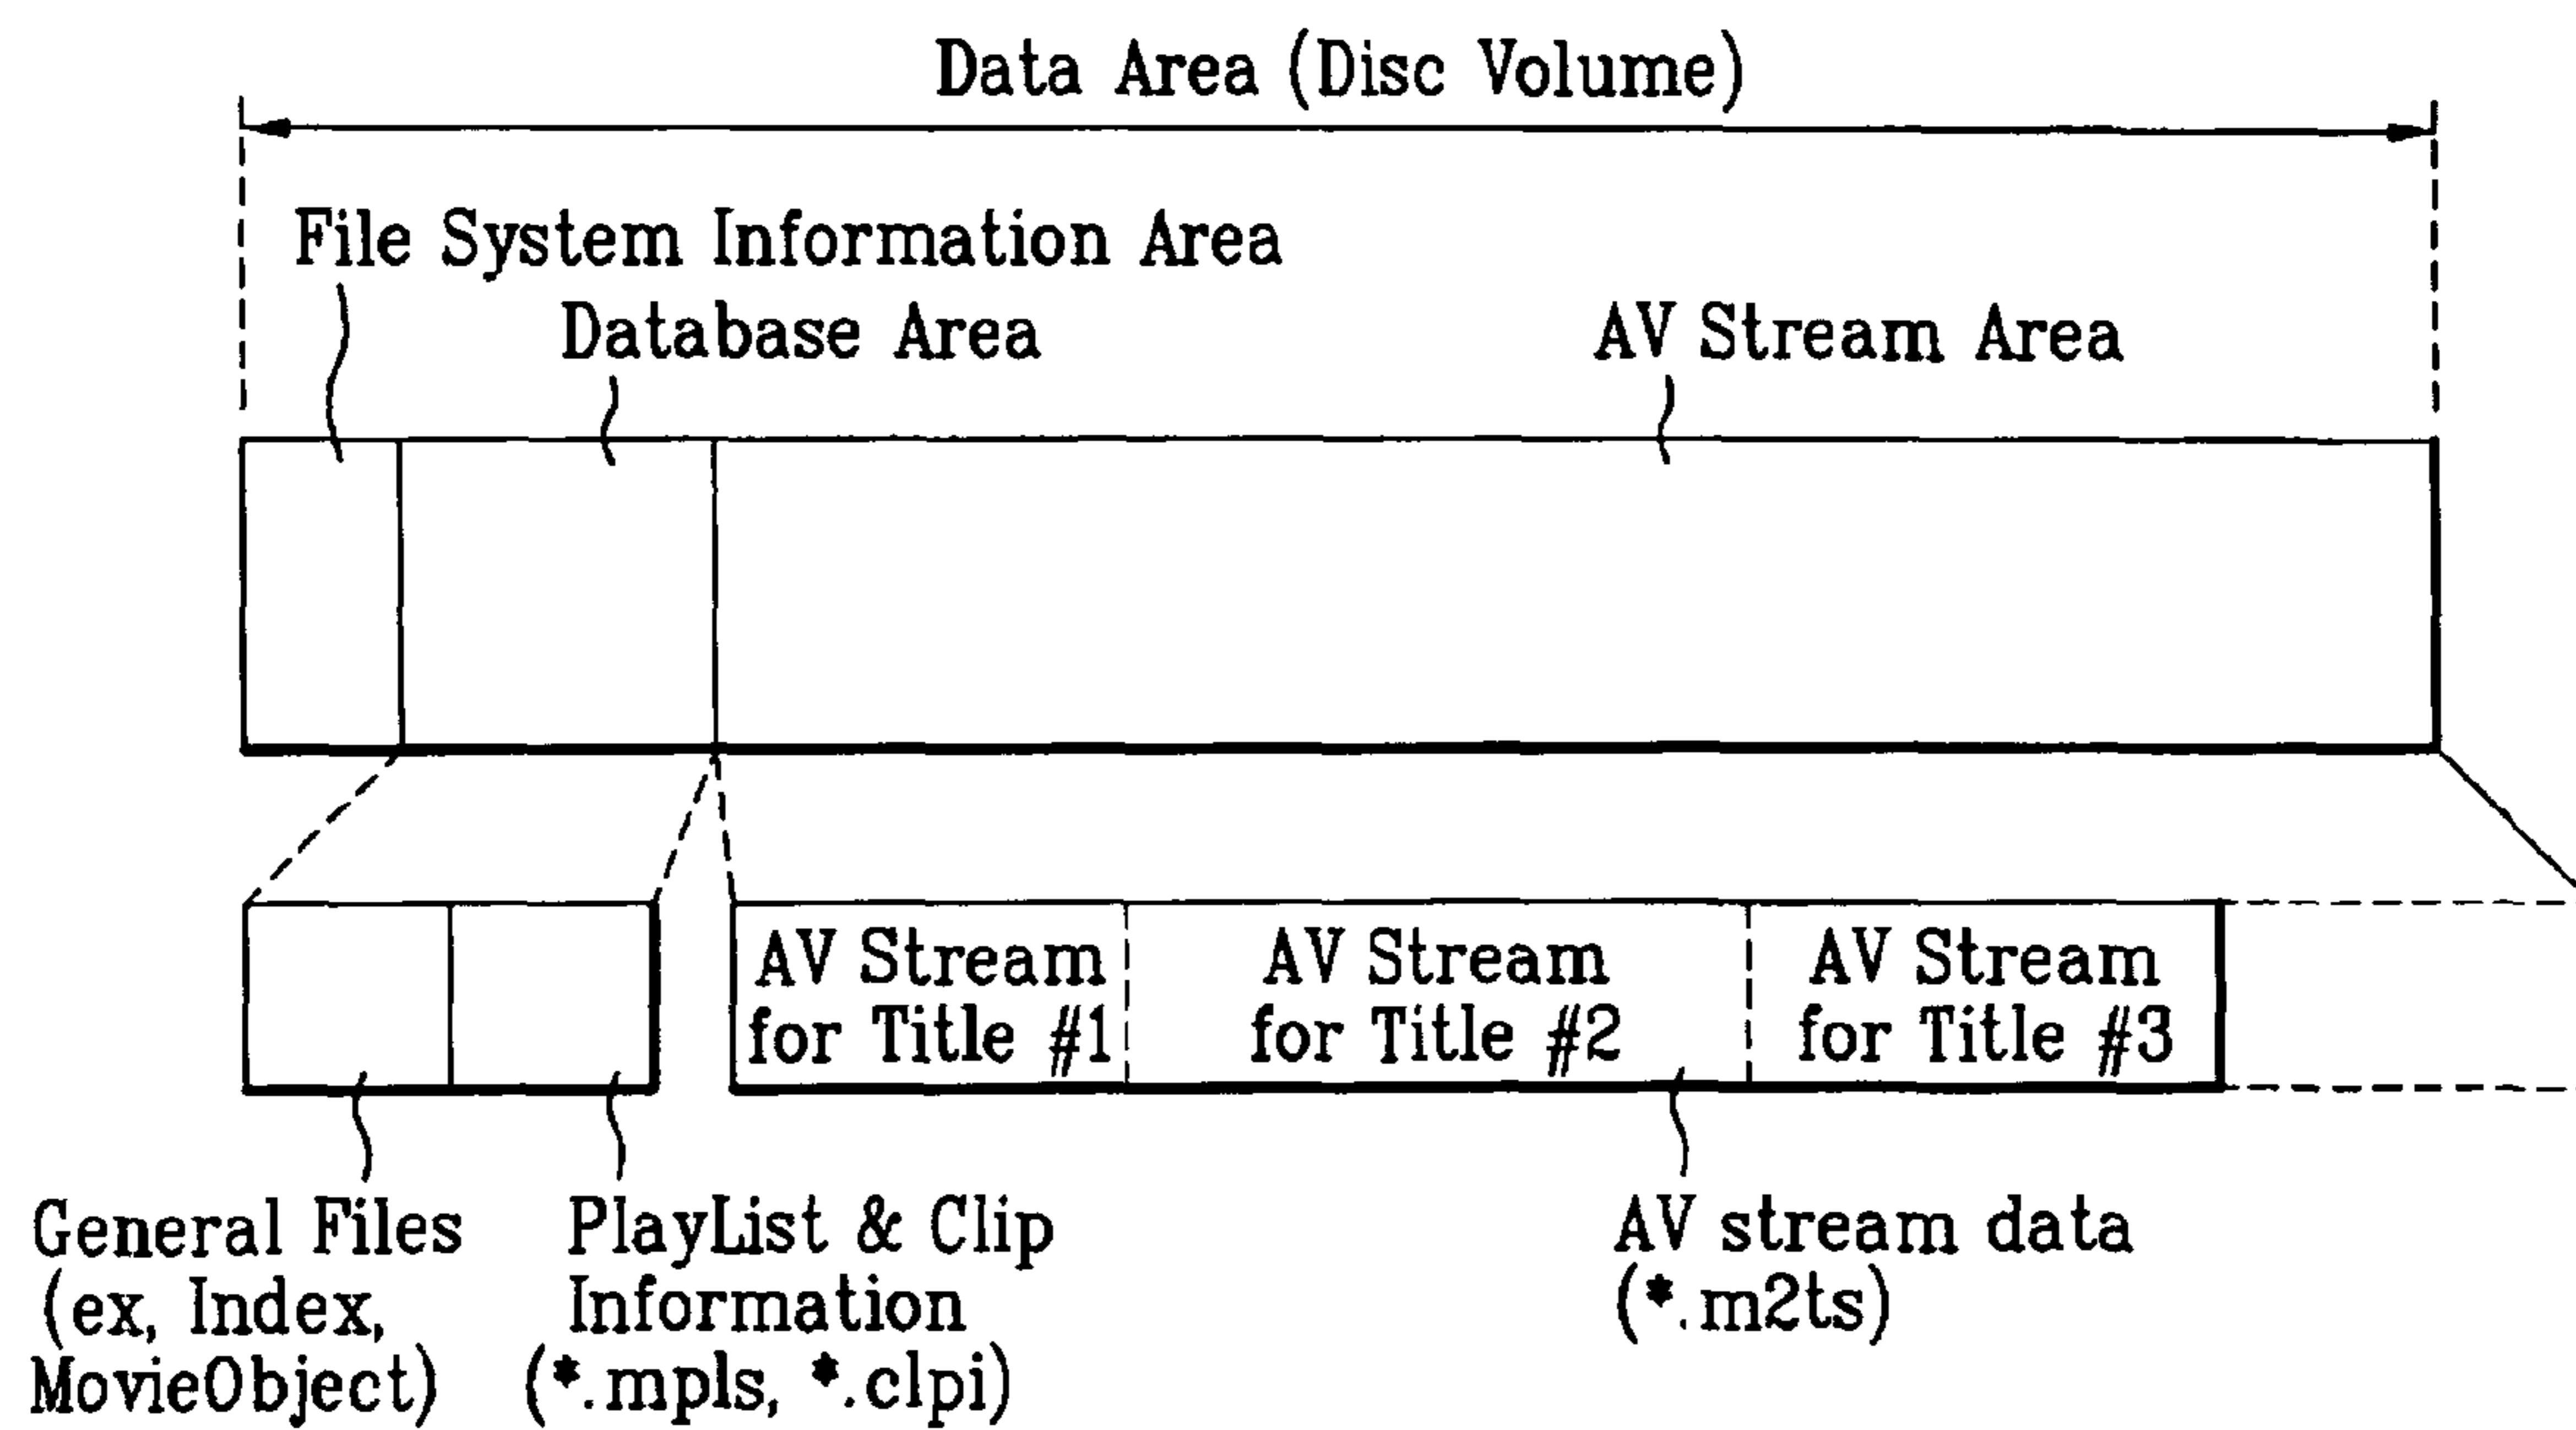 Data Area (Disc Volume)
File System Information Area
Database Area
AV Stream Area
AV Stream
for Title #1
AV Stream
for Title #2
AV Stream
for Title #3
General Files
(ex, Index,
MovieObject)
PlayList & Clip
Information
(*.mpls, *.clpi)
AV stream data
(*.m2ts)